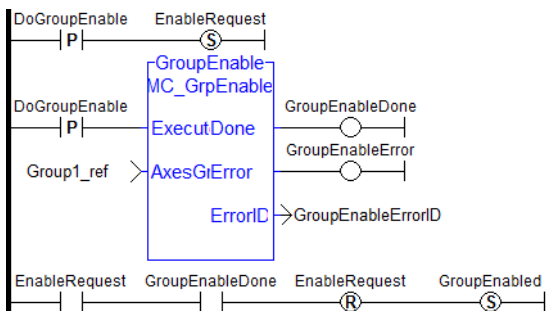 DoGroupEnable EnableRequest
P S
GroupEnable
MC_GrpEnable
DoGroupEnable GroupEnableDone
P ExecutDone
GroupEnableError
Group1_ref AxesGrError
ErrorID GroupEnableErrorID
EnableRequest GroupEnableDone EnableRequest GroupEnabled
R S